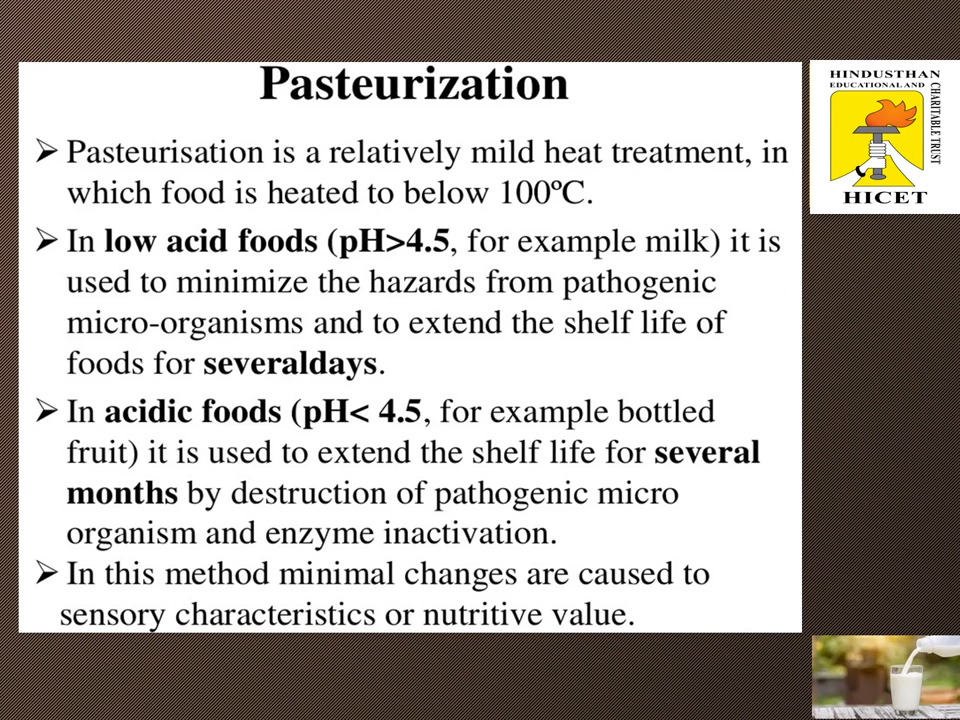 Pasteurization
➢ Pasteurisation is a relatively mild heat treatment, in
which food is heated to below 100ºC.
➢ In low acid foods (pH>4.5, for example milk) it is
used to minimize the hazards from pathogenic
micro-organisms and to extend the shelf life of
foods for severaldays.
➢ In acidic foods (pH< 4.5, for example bottled
fruit) it is used to extend the shelf life for several
months by destruction of pathogenic micro
organism and enzyme inactivation.
➢ In this method minimal changes are caused to
sensory characteristics or nutritive value.
HINDUSTHAN
EDUCATIONAL AND
CHARITABLE TRUST
HICET